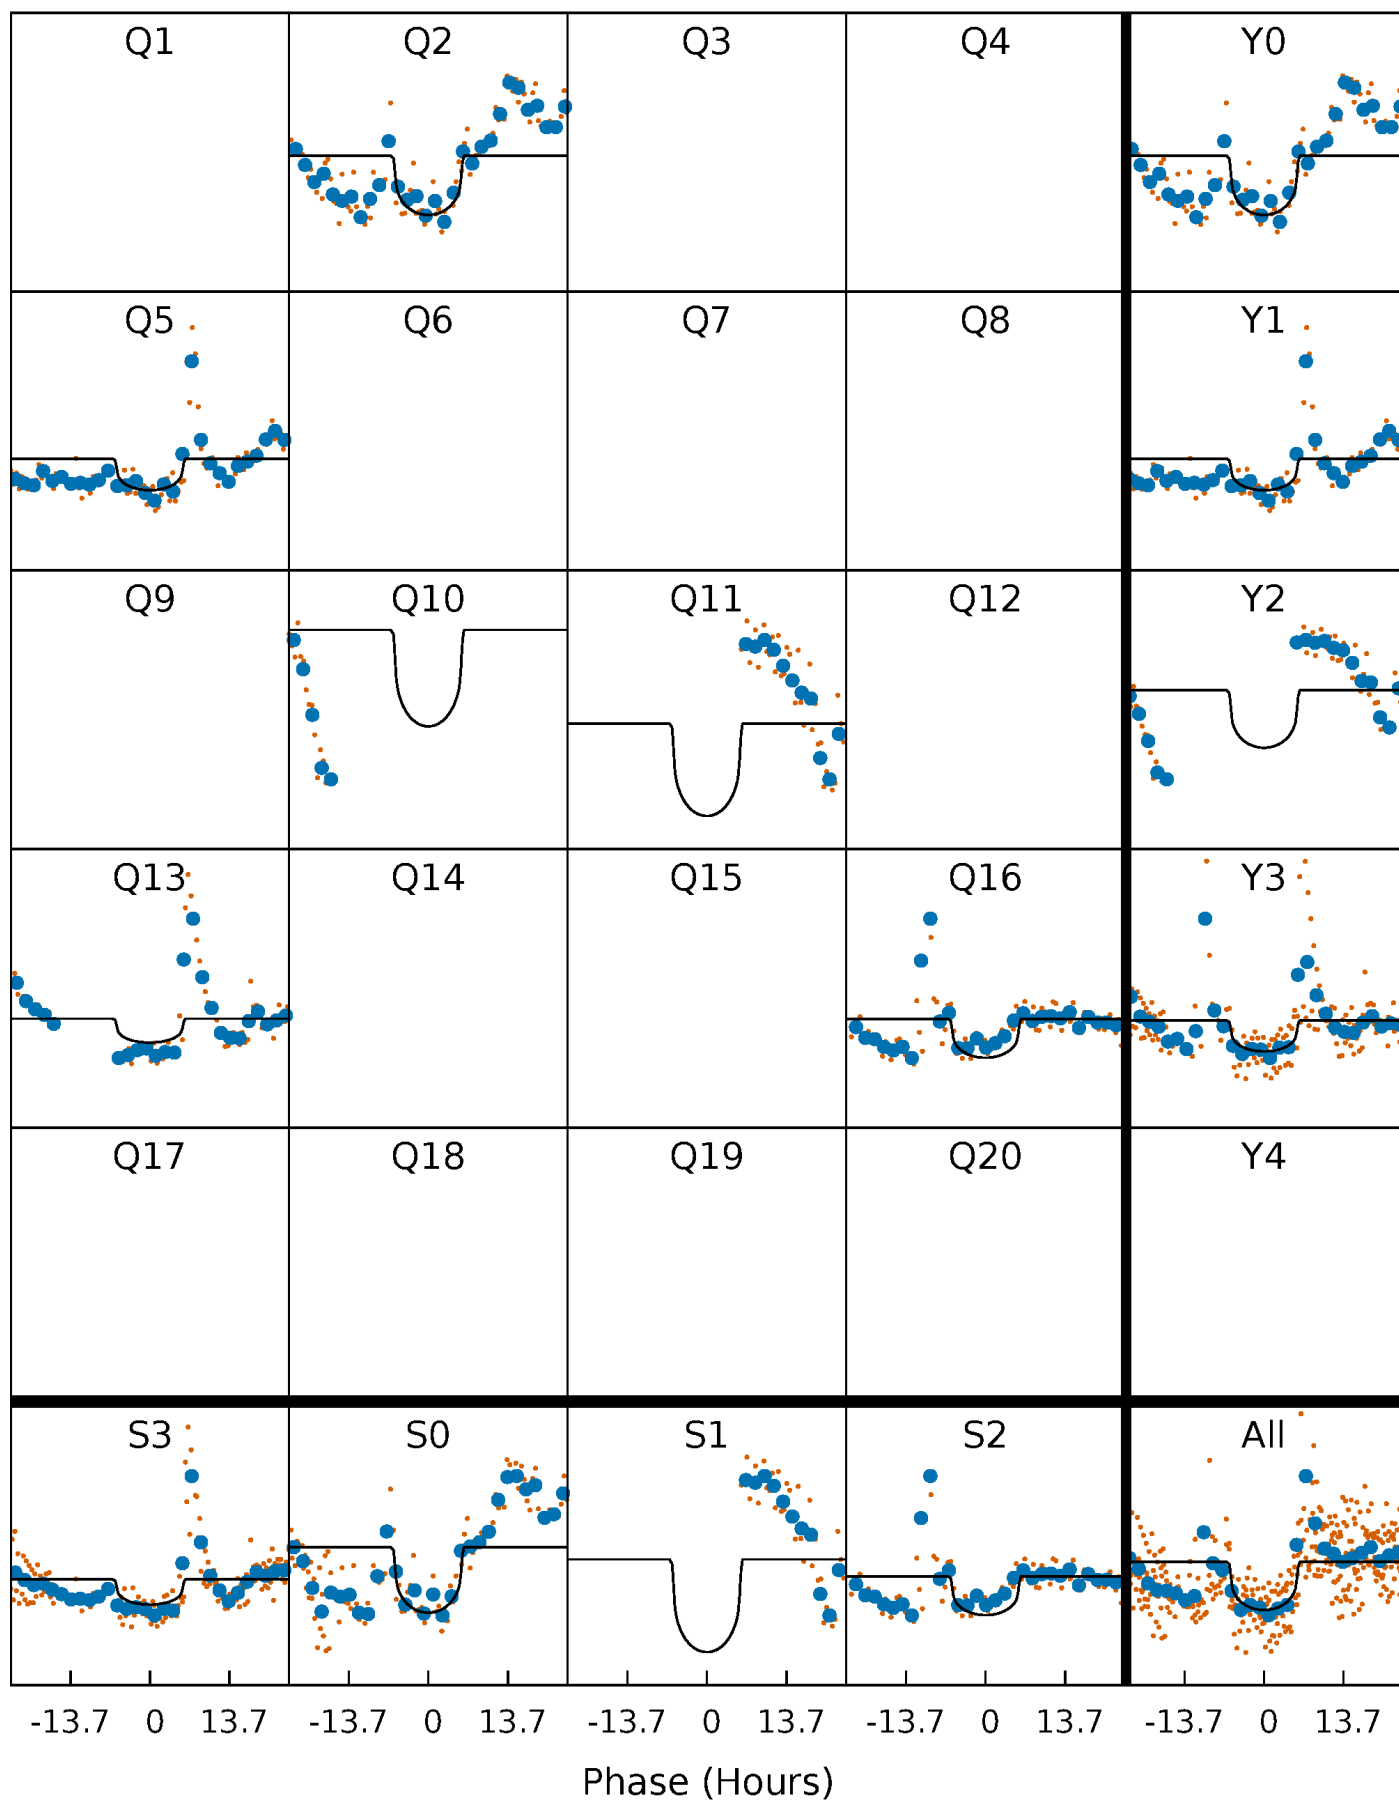 Q1 Q2 Q3 Q4 Y0
Q5 Q6 Q7 Q8 Y1
Q9 Q10 Q11 Q12 Y2
Q13 Q14 Q15 Q16 Y3
Q17 Q18 Q19 Q20 Y4
S3 S0 S1 S2 All
-13.7 0 13.7 -13.7 0 13.7 -13.7 0 13.7 -13.7 0 13.7 -13.7 0 13.7
Phase (Hours)